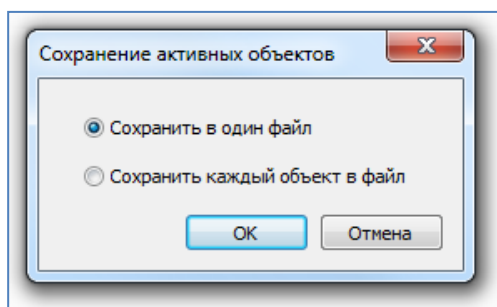 Сохранение активных объектов
Сохранить в один файл
Сохранить каждый объект в файл
OK Отмена